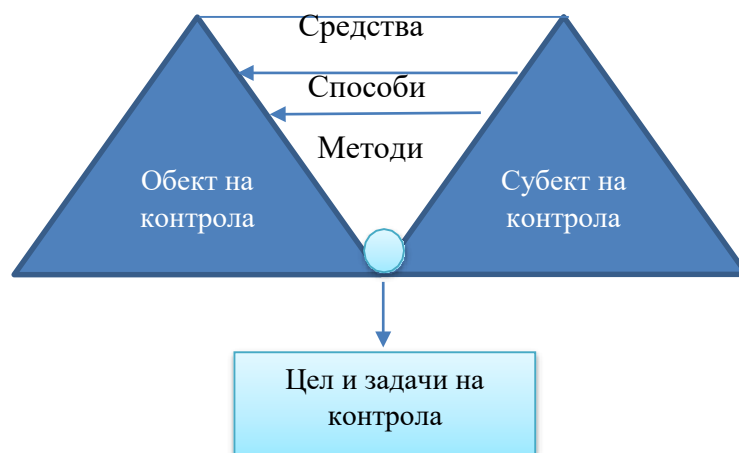 Средства
Способи
Методи
Обект на
контрола
Субект на
контрола
Цел и задачи на
контрола